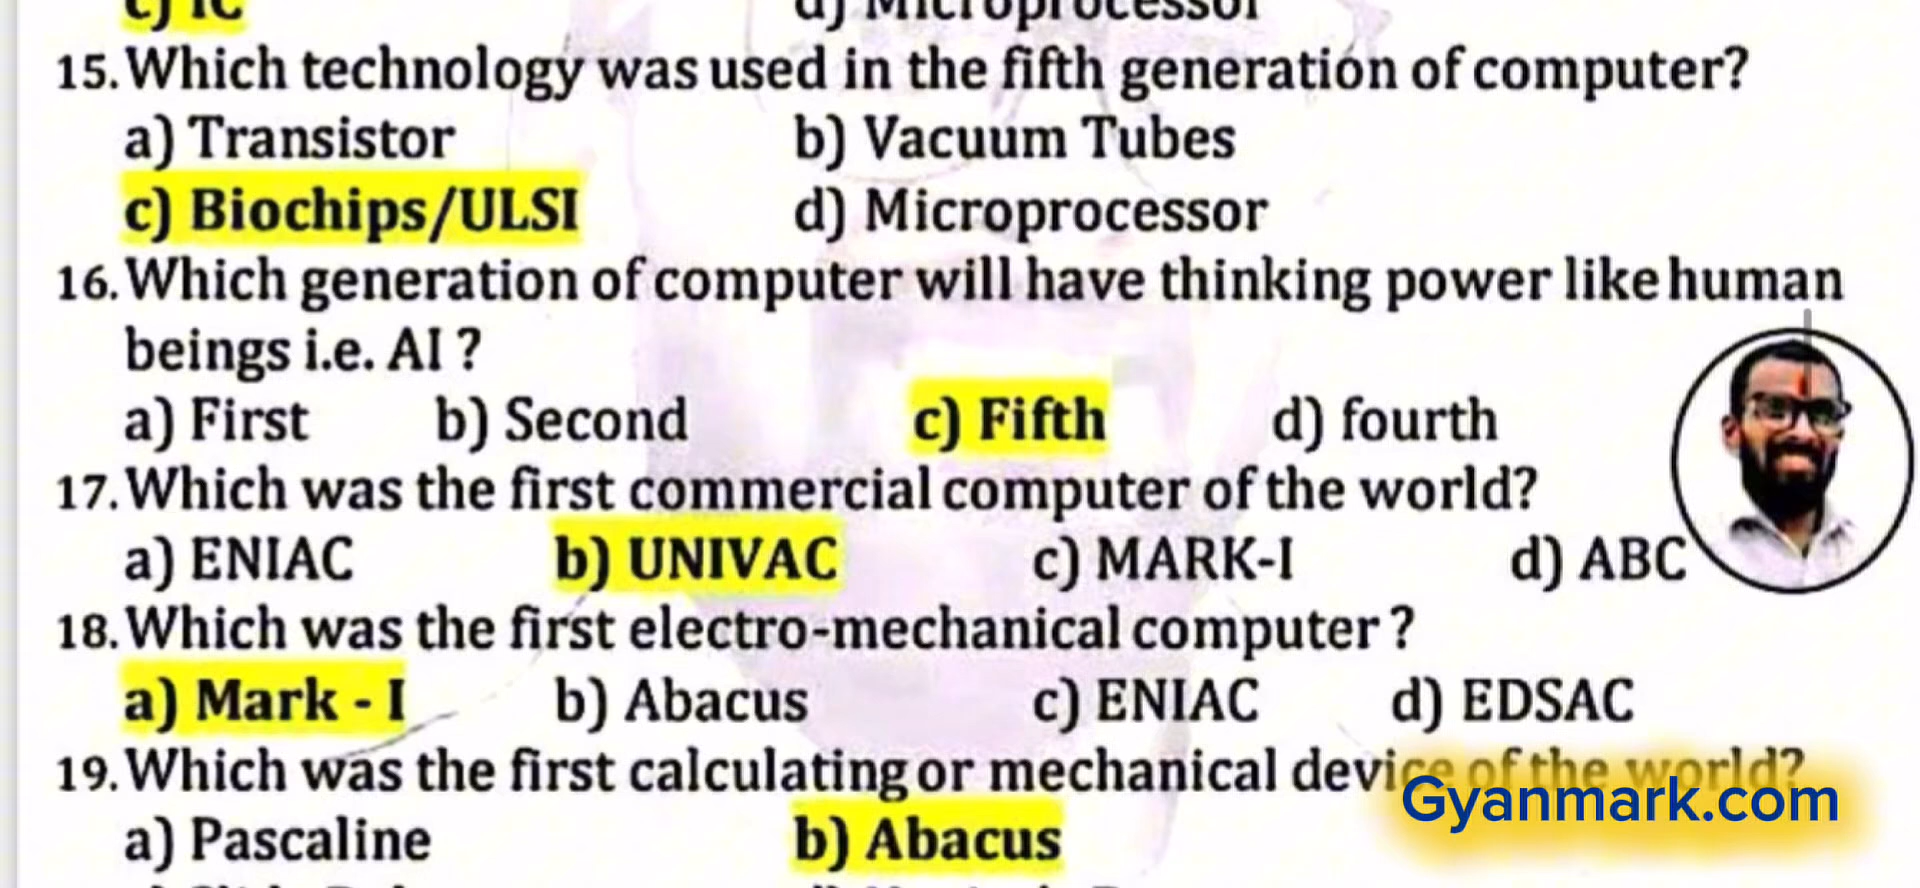 c) IC d) Microprocessor
15. Which technology was used in the fifth generation of computer?
a) Transistor b) Vacuum Tubes
c) Biochips/ULSI d) Microprocessor
16. Which generation of computer will have thinking power like human
beings i.e. AI ?
a) First b) Second c) Fifth d) fourth
17. Which was the first commercial computer of the world?
a) ENIAC b) UNIVAC c) MARK-I d) ABC
18. Which was the first electro-mechanical computer ?
a) Mark - I b) Abacus c) ENIAC d) EDSAC
19. Which was the first calculating or mechanical device of the world?
Gyanmark.com
a) Pascaline b) Abacus